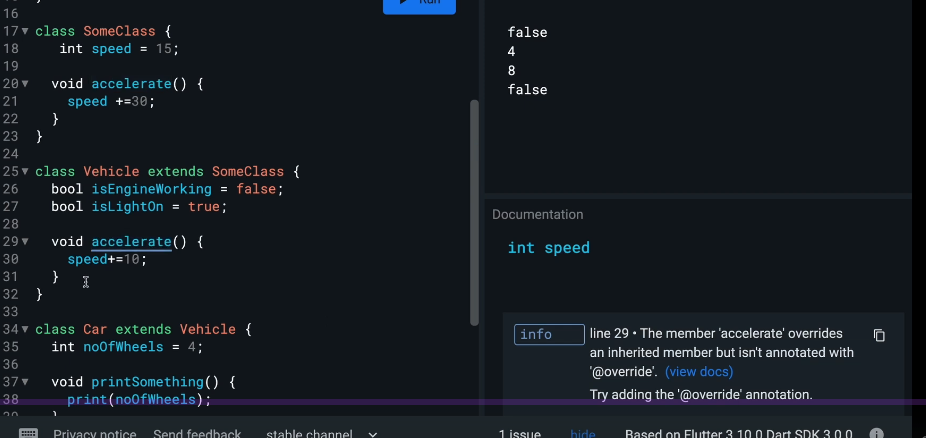 Run
16
17 class SomeClass {
18 int speed = 15;
19
20 void accelerate() {
21 speed +=30;
22 }
23 }
24
25 class Vehicle extends SomeClass {
26 bool isEngineWorking = false;
27 bool isLightOn = true;
28
29 void accelerate() {
30 speed+=10;
31 }
32 }
33
34 class Car extends Vehicle {
35 int noOfWheels = 4;
36
37 void printSomething() {
38 print(noOfWheels);
false
4
8
false
Documentation
int speed
info
line 29 • The member 'accelerate' overrides
an inherited member but isn't annotated with
'@override'. (view docs)
Try adding the '@override' annotation.
Privacy notice Send feedback stable channel 1 issue hide Based on Flutter 3.10.0 Dart SDK 3.0.0